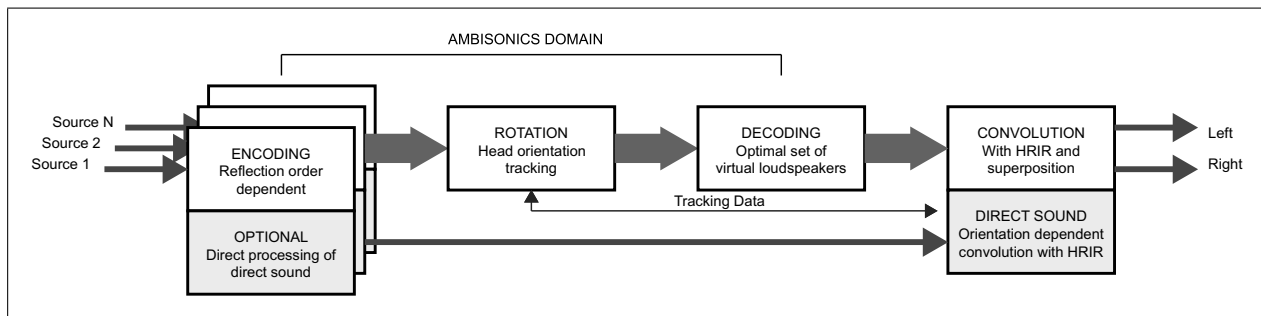 AMBISONICS DOMAIN
Source N
Source 2
Source 1
ENCODING
Reflection order
dependent
OPTIONAL
Direct processing of
direct sound
ROTATION
Head orientation
tracking
DECODING
Optimal set of
virtual loudspeakers
Tracking Data
CONVOLUTION
With HRIR and
superposition
DIRECT SOUND
Orientation dependent
convolution with HRIR
Left
Right